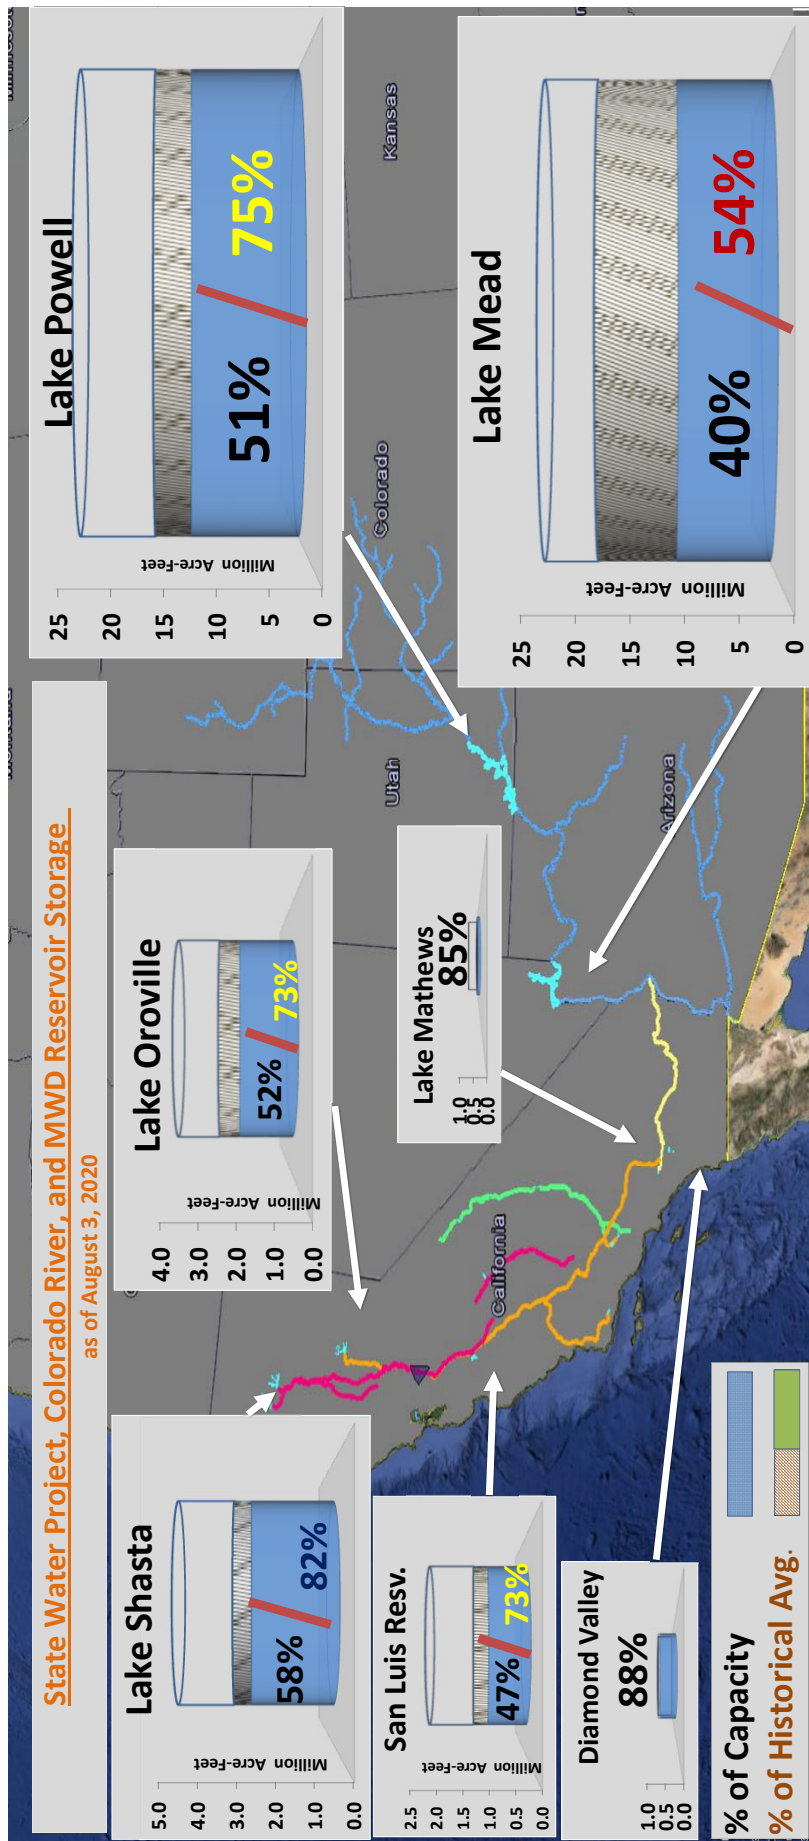 State Water Project, Colorado River, and MWD Reservoir Storage
as of August 3, 2020
Lake Shasta
5.0
4.0
3.0
2.0
1.0
0.0
Million Acre-Feet
58%
82%
Lake Oroville
4.0
3.0
2.0
1.0
0.0
Million Acre-Feet
52%
73%
Lake Powell
25
20
15
10
5
0
Million Acre-Feet
51%
75%
San Luis Resv.
2.5
2.0
1.5
1.0
0.5
0.0
Million Acre-Feet
47%
73%
Lake Mathews
1.0
0.5
0.0
85%
Lake Mead
25
20
15
10
5
0
Million Acre-Feet
40%
54%
Diamond Valley
1.0
0.5
0.0
88%
California
Utah
Colorado
Arizona
Kansas
% of Capacity
% of Historical Avg.